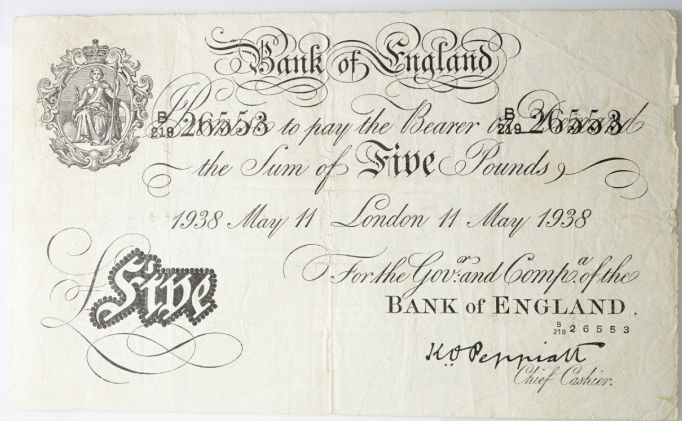 Bank of England
B/219 26553 I Promise to pay the Bearer on Demand B/219 26553
the Sum of Five Pounds
1938 May 11 London 11 May 1938
For the Govr. and Compa. of the
BANK of ENGLAND.
B/219 26553
£Five
K.O. Peppiatt
Chief Cashier.